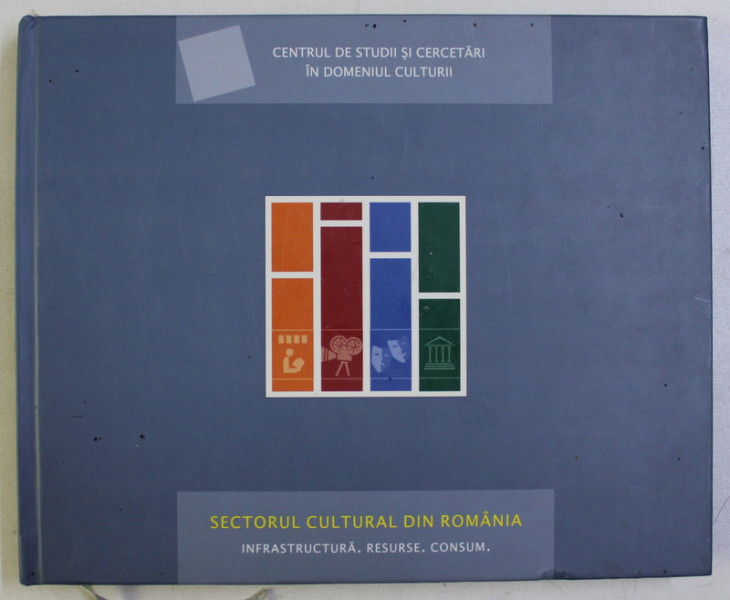 CENTRUL DE STUDII ȘI CERCETĂRI
ÎN DOMENIUL CULTURII
SECTORUL CULTURAL DIN ROMÂNIA
INFRASTRUCTURĂ. RESURSE. CONSUM.